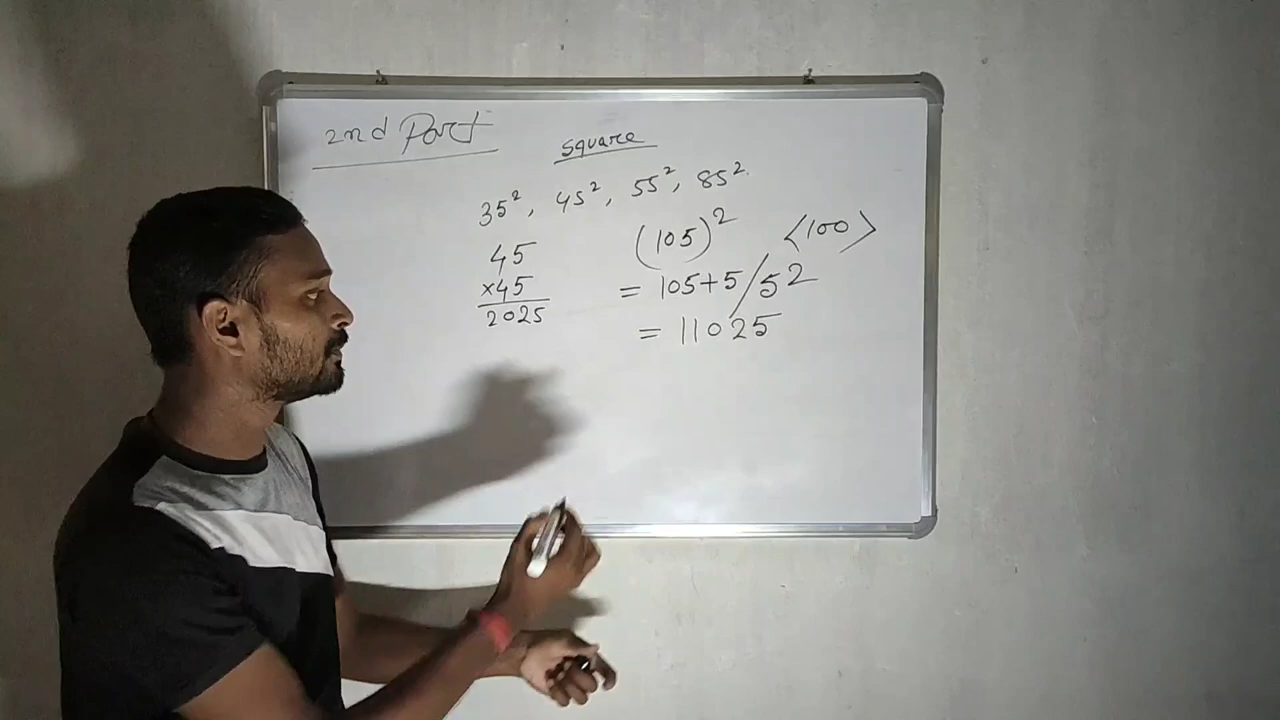 2nd Part
square
35², 45², 55², 85².
45
×45
2025
(105)² <100>
= 105+5/5²
= 11025